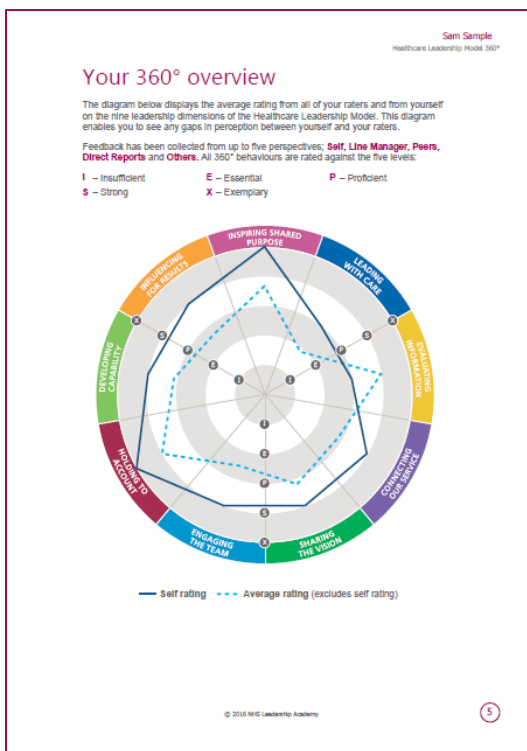 Sam Sample
Healthcare Leadership Model 360°
Your 360° overview
The diagram below displays the average rating from all of your raters and from yourself
on the nine leadership dimensions of the Healthcare Leadership Model. This diagram
enables you to see any gaps in perception between yourself and your raters.
Feedback has been collected from up to five perspectives; Self, Line Manager, Peers,
Direct Reports and Others. All 360° behaviours are rated against the five levels:
I – Insufficient
E – Essential
P – Proficient
S – Strong
X – Exemplary
INSPIRING SHARED
PURPOSE
LEADING
WITH CARE
EVALUATING
INFORMATION
CONNECTING
OUR SERVICE
SHARING
THE VISION
ENGAGING
THE TEAM
HOLDING TO
ACCOUNT
DEVELOPING
CAPABILITY
INFLUENCING
FOR RESULTS
X
S
P
E
I
I
E
P
S
X
I
E
P
S
X
Self rating
Average rating (excludes self rating)
© 2016 NHS Leadership Academy
5